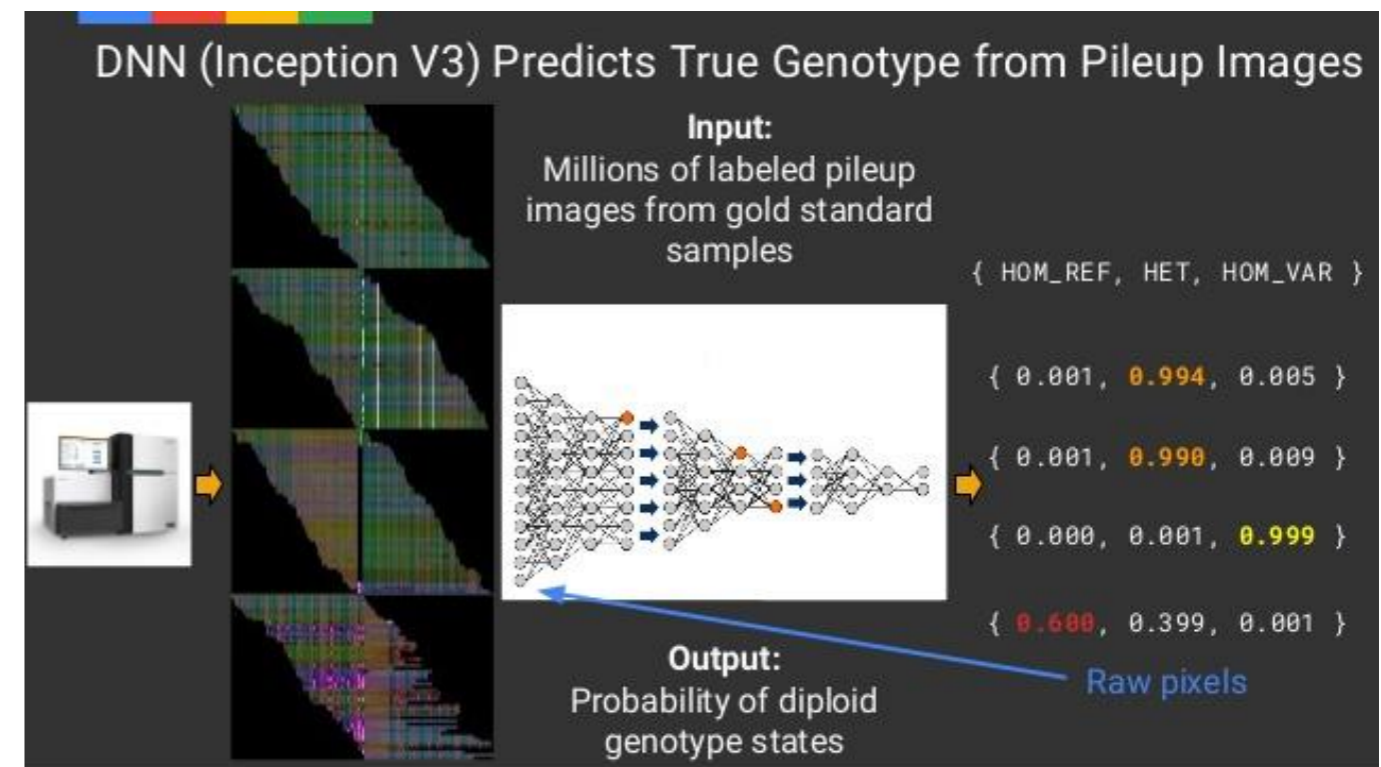 DNN (Inception V3) Predicts True Genotype from Pileup Images
Input:
Millions of labeled pileup
images from gold standard
samples
{ HOM_REF, HET, HOM_VAR }
{ 0.001, 0.994, 0.005 }
{ 0.001, 0.990, 0.009 }
{ 0.000, 0.001, 0.999 }
{ 0.600, 0.399, 0.001 }
Raw pixels
Output:
Probability of diploid
genotype states